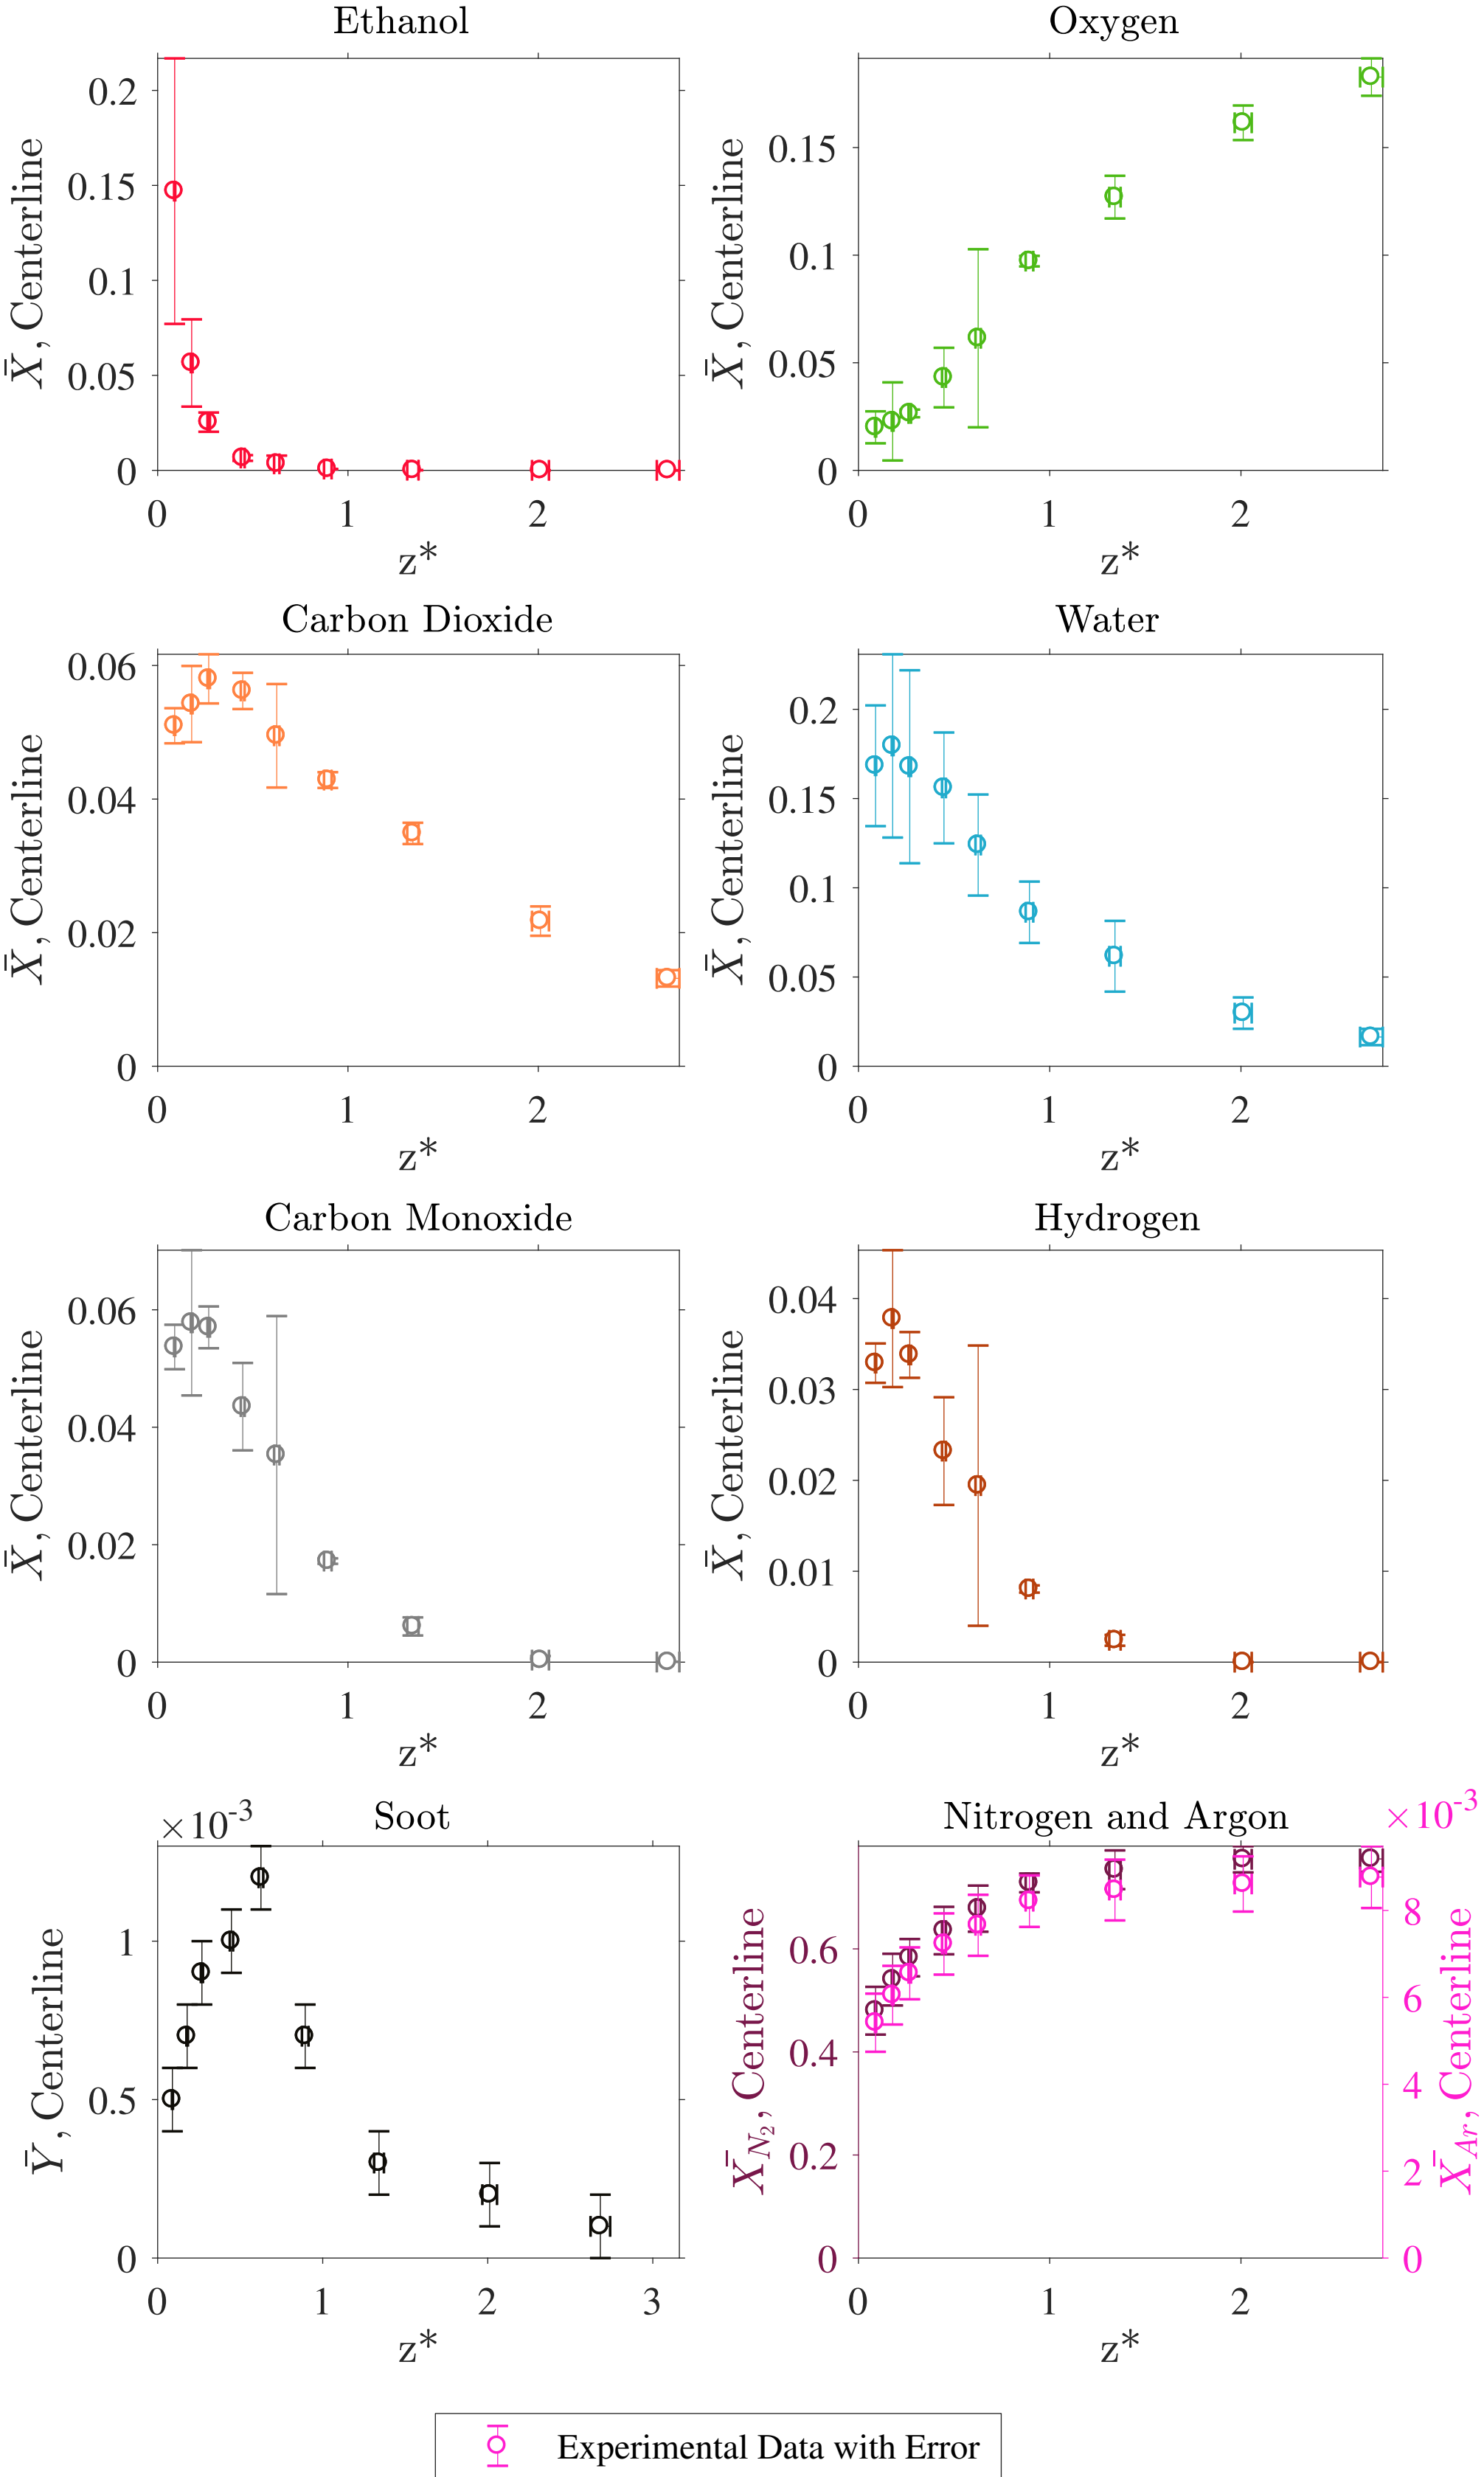 Ethanol
0.2
0.15
0.1
0.05
0
0 1 2
z*
X̄, Centerline
Oxygen
0.15
0.1
0.05
0
0 1 2
z*
X̄, Centerline
Carbon Dioxide
0.06
0.04
0.02
0
0 1 2
z*
X̄, Centerline
Water
0.2
0.15
0.1
0.05
0
0 1 2
z*
X̄, Centerline
Carbon Monoxide
0.06
0.04
0.02
0
0 1 2
z*
X̄, Centerline
Hydrogen
0.04
0.03
0.02
0.01
0
0 1 2
z*
X̄, Centerline
Soot
×10-3
1
0.5
0
0 1 2 3
z*
Ȳ, Centerline
Nitrogen and Argon
×10-3
0.6
0.4
0.2
0
8
6
4
2
0
0 1 2
z*
X̄N2, Centerline
X̄Ar, Centerline
Experimental Data with Error